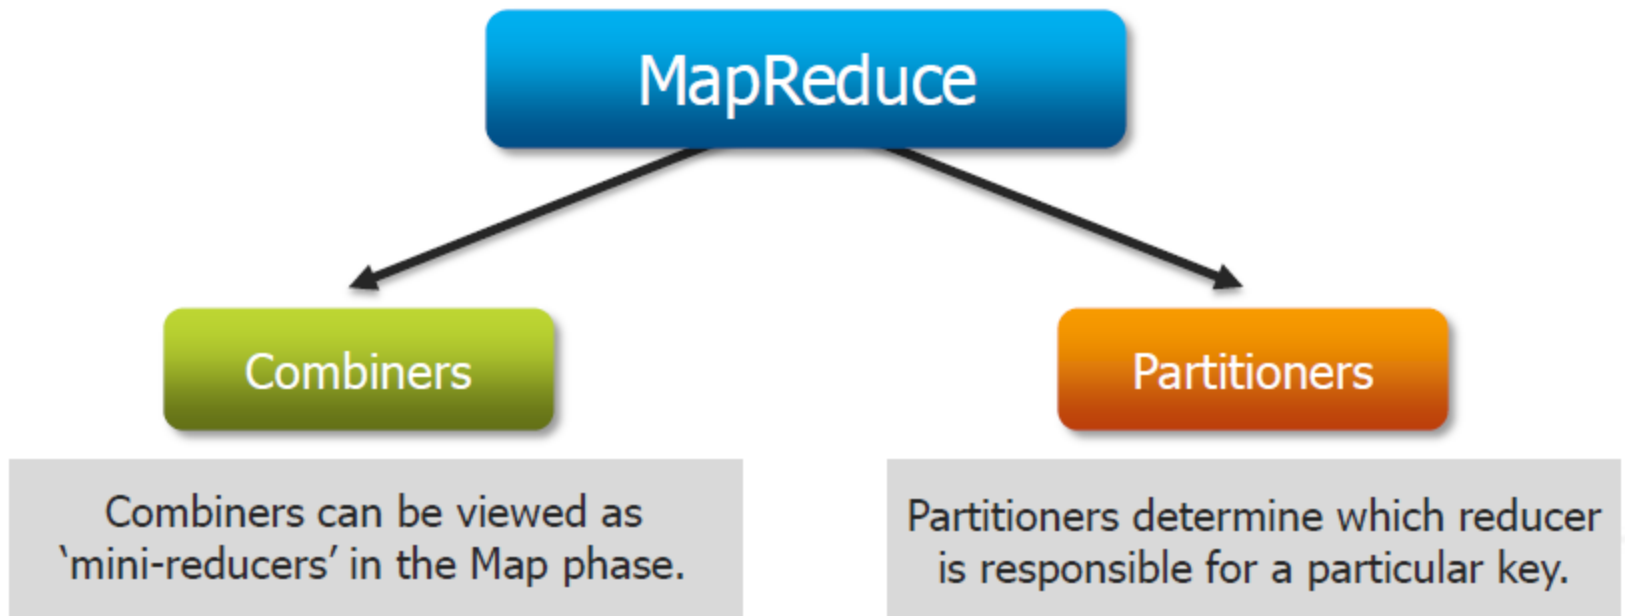 MapReduce
Combiners
Partitioners
Combiners can be viewed as
‘mini-reducers’ in the Map phase.
Partitioners determine which reducer
is responsible for a particular key.